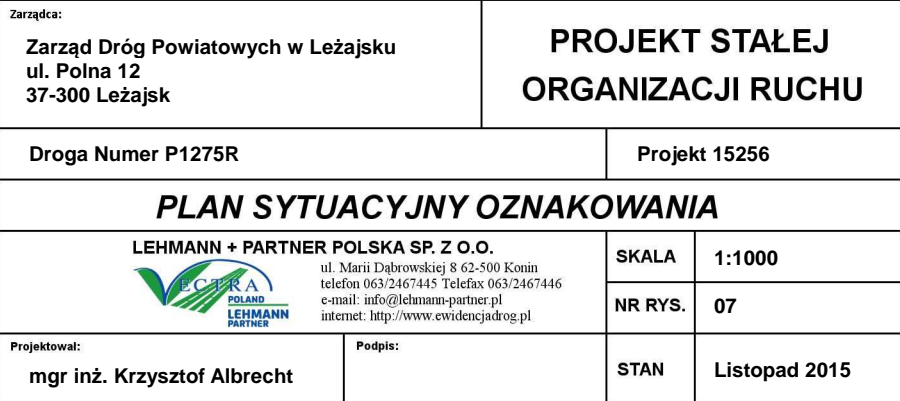 Zarządca:
Zarząd Dróg Powiatowych w Leżajsku
ul. Polna 12
37-300 Leżajsk
PROJEKT STAŁEJ
ORGANIZACJI RUCHU
Droga Numer P1275R
Projekt 15256
PLAN SYTUACYJNY OZNAKOWANIA
LEHMANN + PARTNER POLSKA SP. Z O.O.
VECTRA
POLAND
LEHMANN
PARTNER
ul. Marii Dąbrowskiej 8 62-500 Konin
telefon 063/2467445 Telefax 063/2467446
e-mail: info@lehmann-partner.pl
internet: http://www.ewidencjadrog.pl
SKALA
1:1000
NR RYS.
07
Projektował:
mgr inż. Krzysztof Albrecht
Podpis:
STAN
Listopad 2015